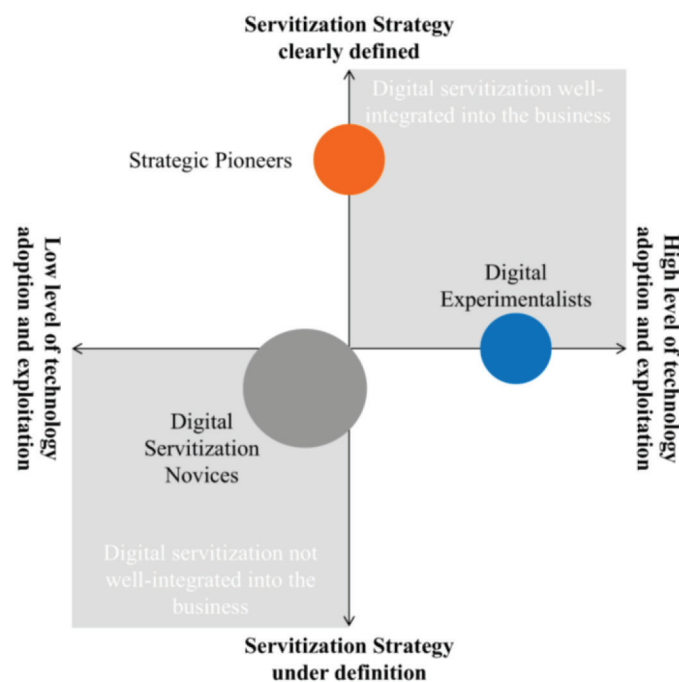 Servitization Strategy
clearly defined
Digital servitization well-
integrated into the business
Strategic Pioneers
Low level of technology
adoption and exploitation
High level of technology
adoption and exploitation
Digital
Experimentalists
Digital
Servitization
Novices
Digital servitization not
well-integrated into the
business
Servitization Strategy
under definition